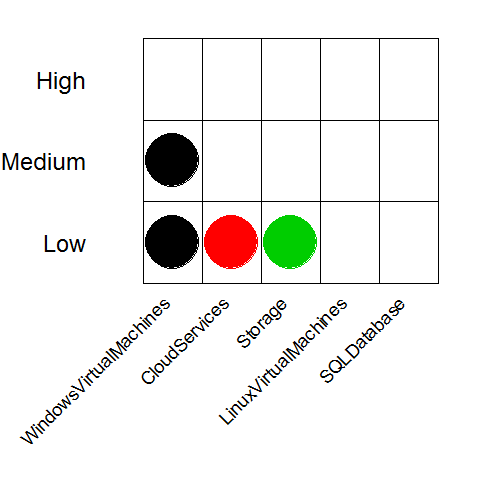 High
Medium
Low
WindowsVirtualMachines
CloudServices
Storage
LinuxVirtualMachines
SQLDatabase